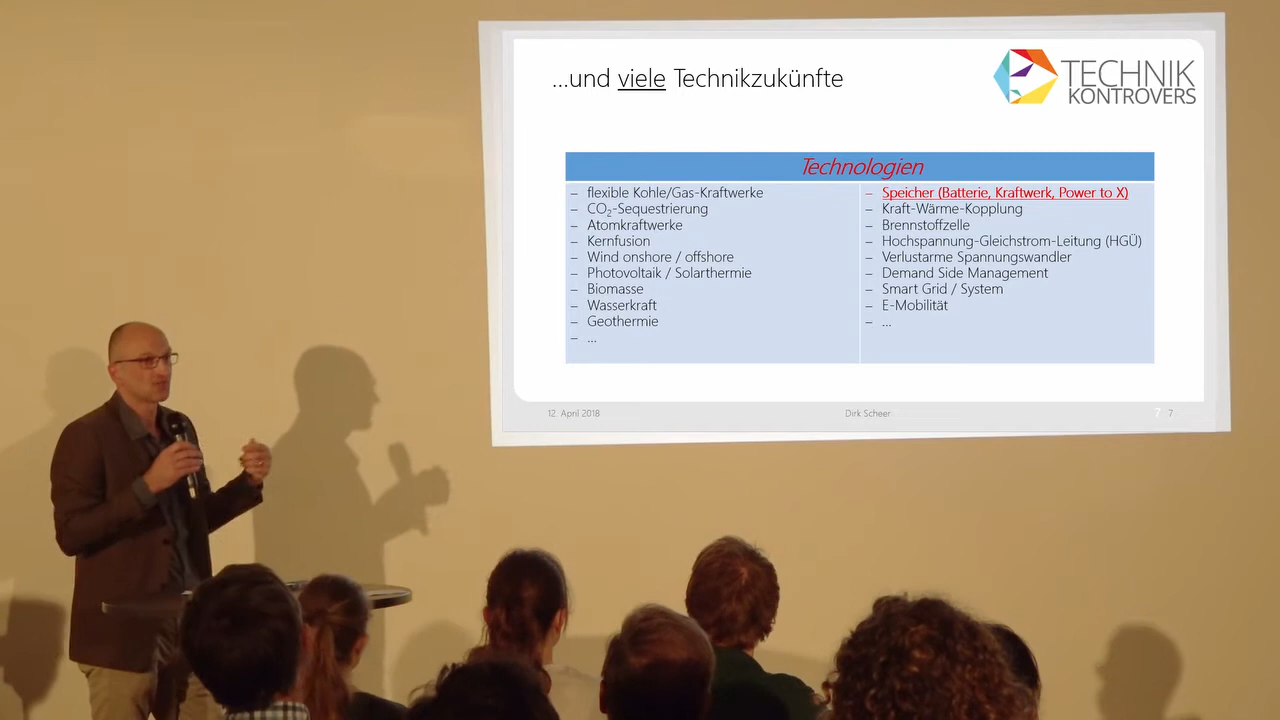 ...und viele Technikzukünfte
TECHNIK
KONTROVERS
Technologien
– flexible Kohle/Gas-Kraftwerke
– CO₂-Sequestrierung
– Atomkraftwerke
– Kernfusion
– Wind onshore / offshore
– Photovoltaik / Solarthermie
– Biomasse
– Wasserkraft
– Geothermie
– ...
– Speicher (Batterie, Kraftwerk, Power to X)
– Kraft-Wärme-Kopplung
– Brennstoffzelle
– Hochspannung-Gleichstrom-Leitung (HGÜ)
– Verlustarme Spannungswandler
– Demand Side Management
– Smart Grid / System
– E-Mobilität
– ...
12. April 2018
Dirk Scheer
7 7